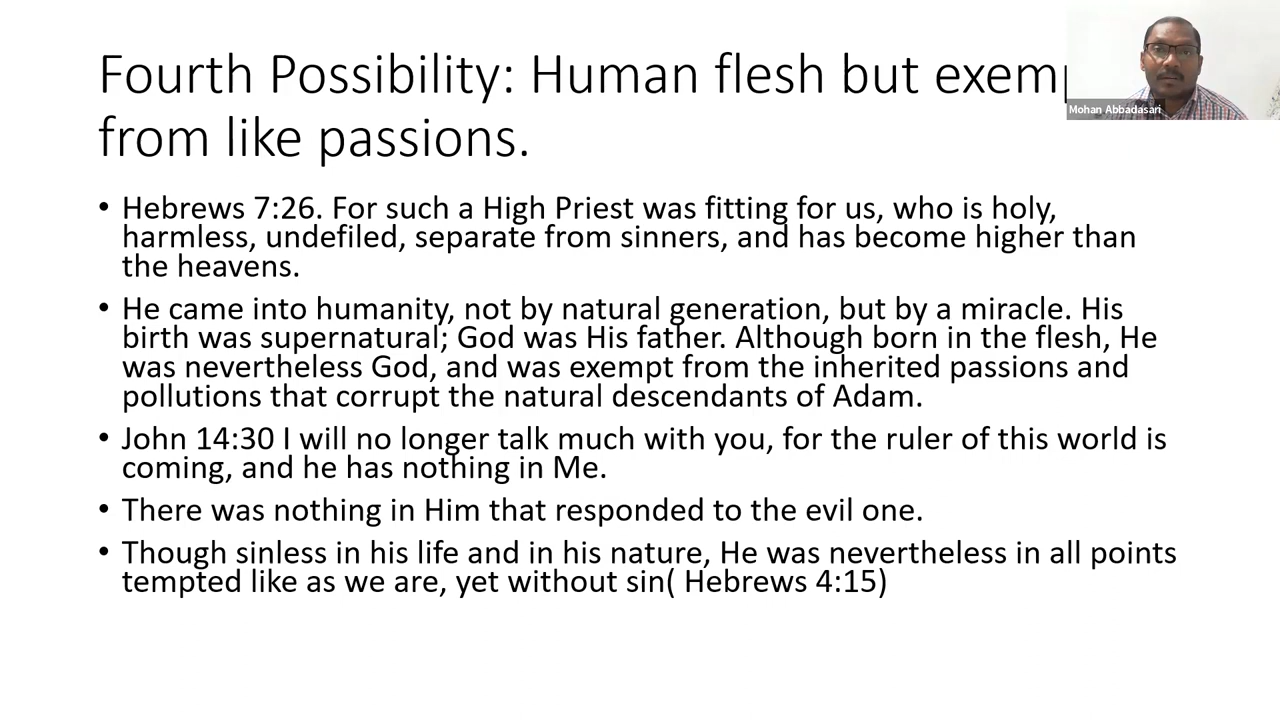 Fourth Possibility: Human flesh but exemp
from like passions.
Mohan Abbadasari
• Hebrews 7:26. For such a High Priest was fitting for us, who is holy,
harmless, undefiled, separate from sinners, and has become higher than
the heavens.
• He came into humanity, not by natural generation, but by a miracle. His
birth was supernatural; God was His father. Although born in the flesh, He
was nevertheless God, and was exempt from the inherited passions and
pollutions that corrupt the natural descendants of Adam.
• John 14:30 I will no longer talk much with you, for the ruler of this world is
coming, and he has nothing in Me.
• There was nothing in Him that responded to the evil one.
• Though sinless in his life and in his nature, He was nevertheless in all points
tempted like as we are, yet without sin( Hebrews 4:15)